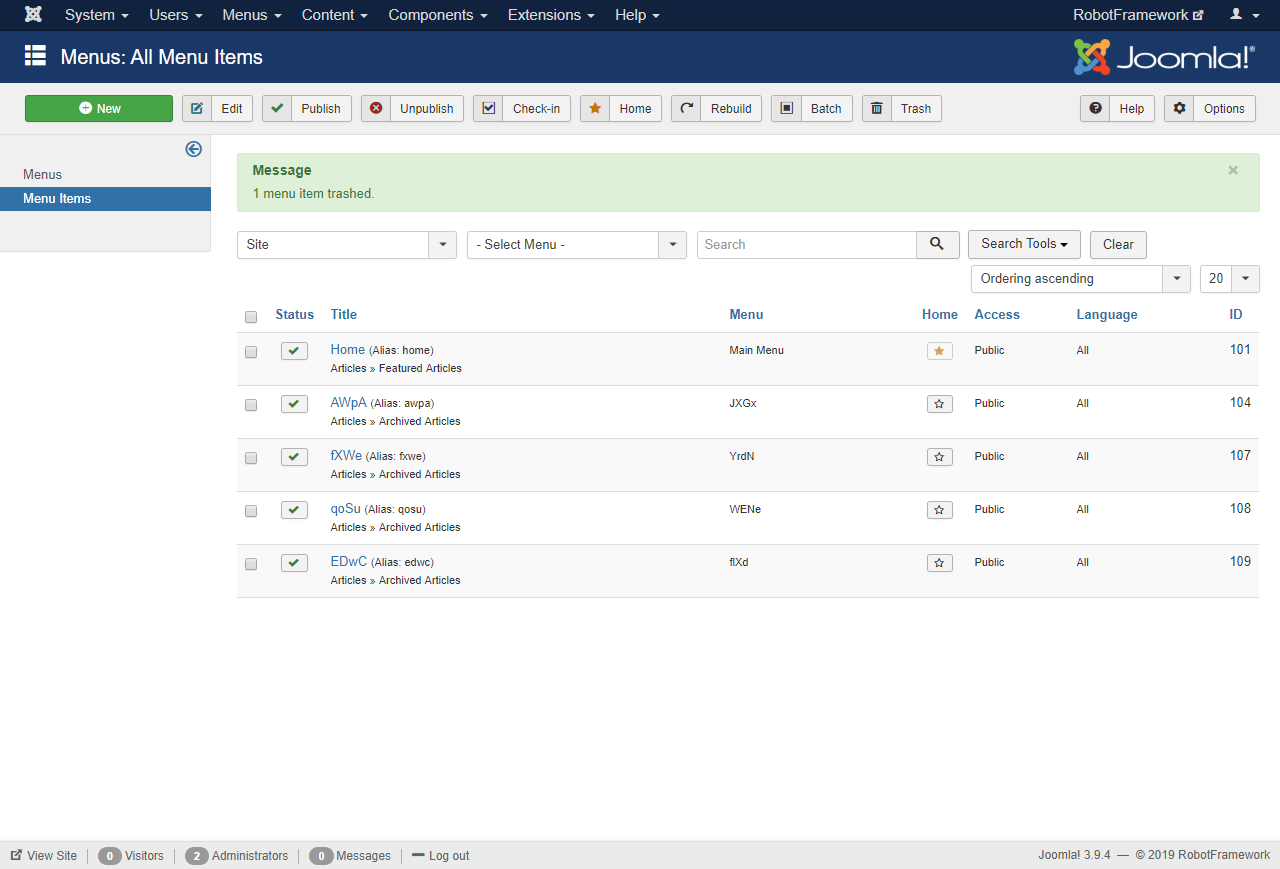 System Users Menus Content Components Extensions Help RobotFramework
Menus: All Menu Items Joomla!®
New Edit Publish Unpublish Check-in Home Rebuild Batch Trash Help Options
Menus
Menu Items
Message ×
1 menu item trashed.
Site - Select Menu - Search Search Tools Clear
Ordering ascending 20
Status Title Menu Home Access Language ID
Home (Alias: home) Main Menu Public All 101
Articles » Featured Articles
AWpA (Alias: awpa) JXGx Public All 104
Articles » Archived Articles
fXWe (Alias: fxwe) YrdN Public All 107
Articles » Archived Articles
qoSu (Alias: qosu) WENe Public All 108
Articles » Archived Articles
EDwC (Alias: edwc) Public All 109
Articles » Archived Articles
View Site 0 Visitors 2 Administrators 0 Messages Log out Joomla! 3.9.4 — © 2019 RobotFramework